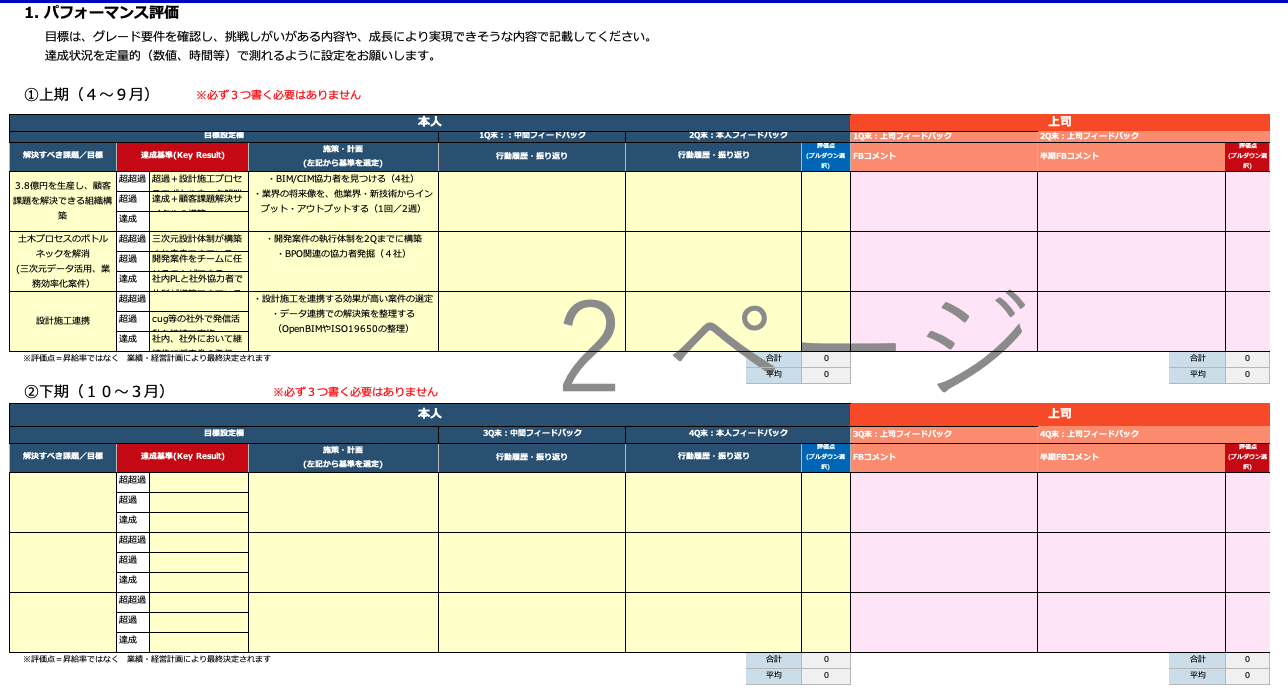 1. パフォーマンス評価
目標は、グレード要件を確認し、挑戦しがいがある内容や、成長により実現できそうな内容で記載してください。
達成状況を定量的（数値、時間等）で測れるように設定をお願いします。
①上期（４～９月） ※必ず３つ書く必要はありません
本人 上司
目標設定欄 1Q末：：中間フィードバック 2Q末：本人フィードバック 1Q末：上司フィードバック 2Q末：上司フィードバック
解決すべき課題／目標 達成基準(Key Result) 施策・計画 行動履歴・振り返り 行動履歴・振り返り 評価点 FBコメント 半期FBコメント 評価点
(左記から基準を選定) (プルダウン選択) (プルダウン選択)
3.8億円を生産し、顧客
課題を解決できる組織構
築
超超過 超過＋設計施工プロセ
超過 達成＋顧客課題解決サ
達成
・BIM/CIM協力者を見つける（4社）
・業界の将来像を、他業界・新技術からイン
プット・アウトプットする（1回／2週）
土木プロセスのボトル
ネックを解消
(三次元データ活用、業
務効率化案件）
超超過 三次元設計体制が構築
超過 開発案件をチームに任
達成 社内PLと社外協力者で
・開発案件の執行体制を2Qまでに構築
・BPO関連の協力者発掘（４社）
設計施工連携
超超過
超過 cug等の社外で発信活
達成 社内、社外において継
・設計施工を連携する効果が高い案件の選定
・データ連携での解決策を整理する
（OpenBIMやISO19650の整理）
２ページ
※評価点＝昇給率ではなく　業績・経営計画により最終決定されます
合計 0 合計 0
平均 0 平均 0
②下期（１０～３月） ※必ず３つ書く必要はありません
本人 上司
目標設定欄 3Q末：中間フィードバック 4Q末：本人フィードバック 3Q末：上司フィードバック 4Q末：上司フィードバック
解決すべき課題／目標 達成基準(Key Result) 施策・計画 行動履歴・振り返り 行動履歴・振り返り 評価点 FBコメント 半期FBコメント 評価点
(左記から基準を選定) (プルダウン選択) (プルダウン選択)
超超過
超過
達成
超超過
超過
達成
超超過
超過
達成
※評価点＝昇給率ではなく　業績・経営計画により最終決定されます
合計 0 合計 0
平均 0 平均 0